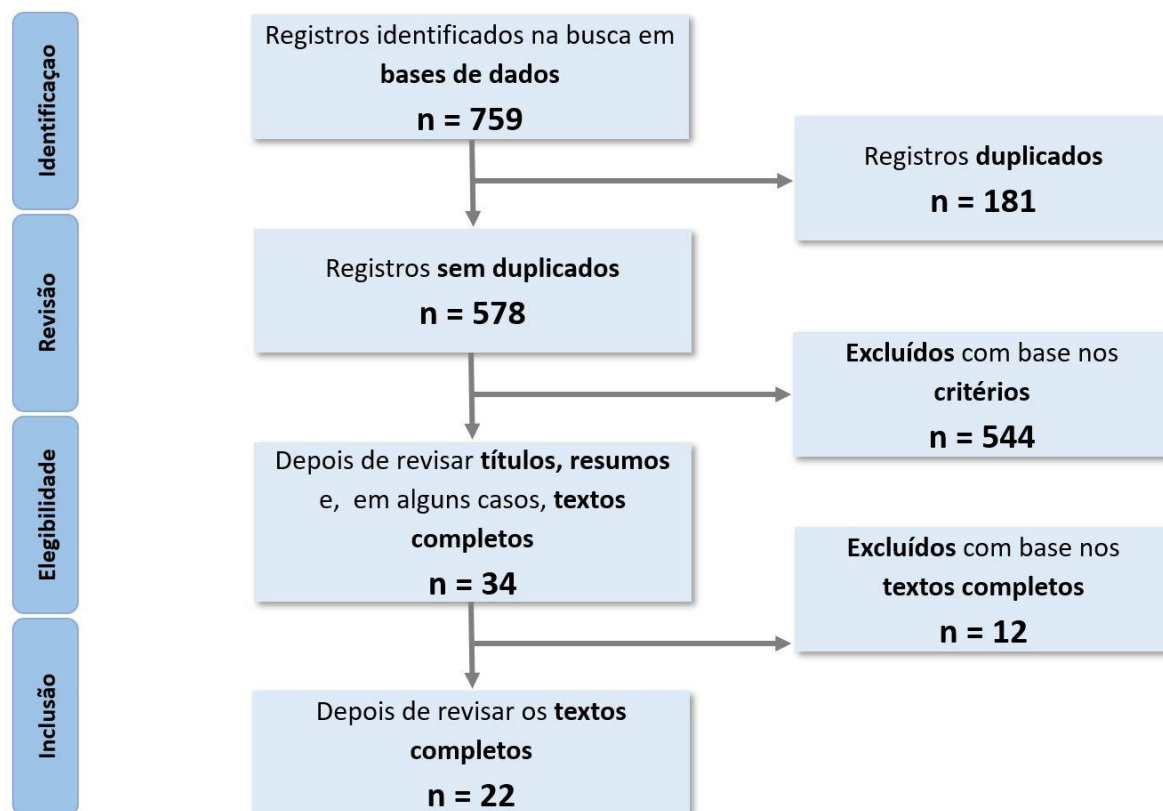 Identificaçao
Registros identificados na busca em
bases de dados
n = 759
Registros duplicados
n = 181
Revisão
Registros sem duplicados
n = 578
Excluídos com base nos
critérios
n = 544
Elegibilidade
Depois de revisar títulos, resumos
e, em alguns casos, textos
completos
n = 34
Excluídos com base nos
textos completos
n = 12
Inclusão
Depois de revisar os textos
completos
n = 22